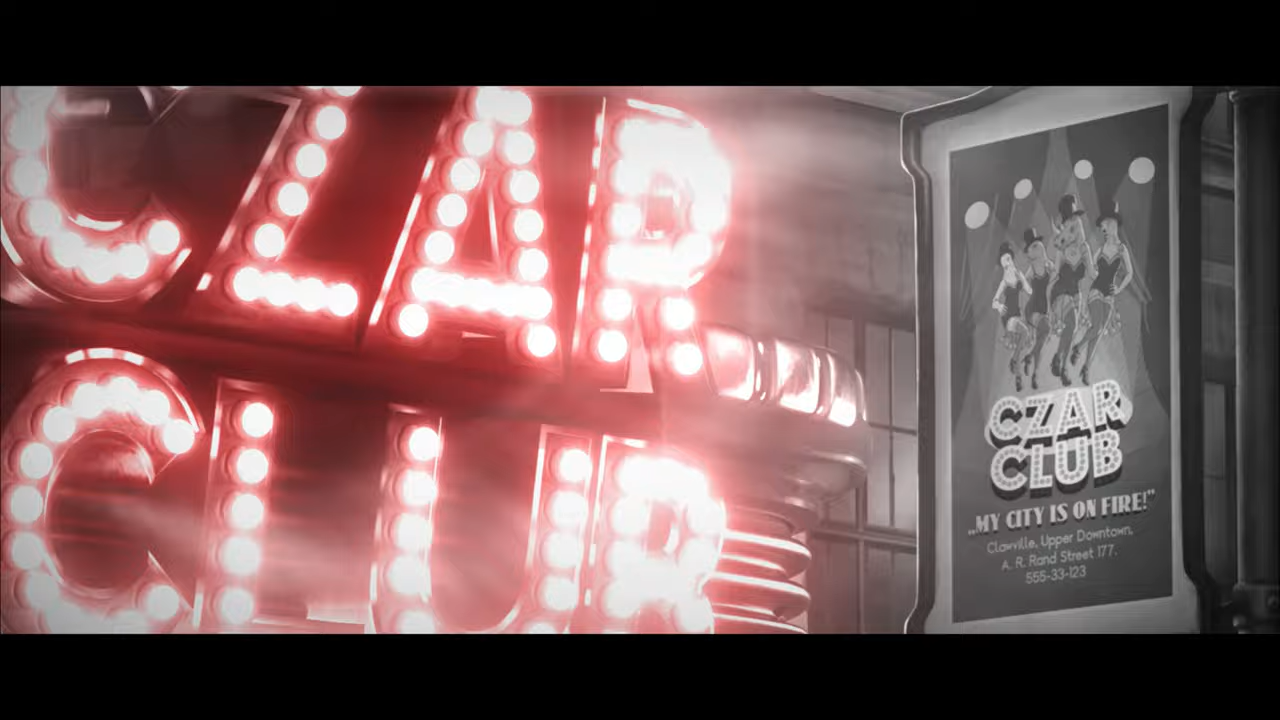 CZAR
CLUB
CZAR
CLUB
„MY CITY IS ON FIRE!”
Clawville, Upper Downtown,
A. R. Rand Street 177.
555-33-123